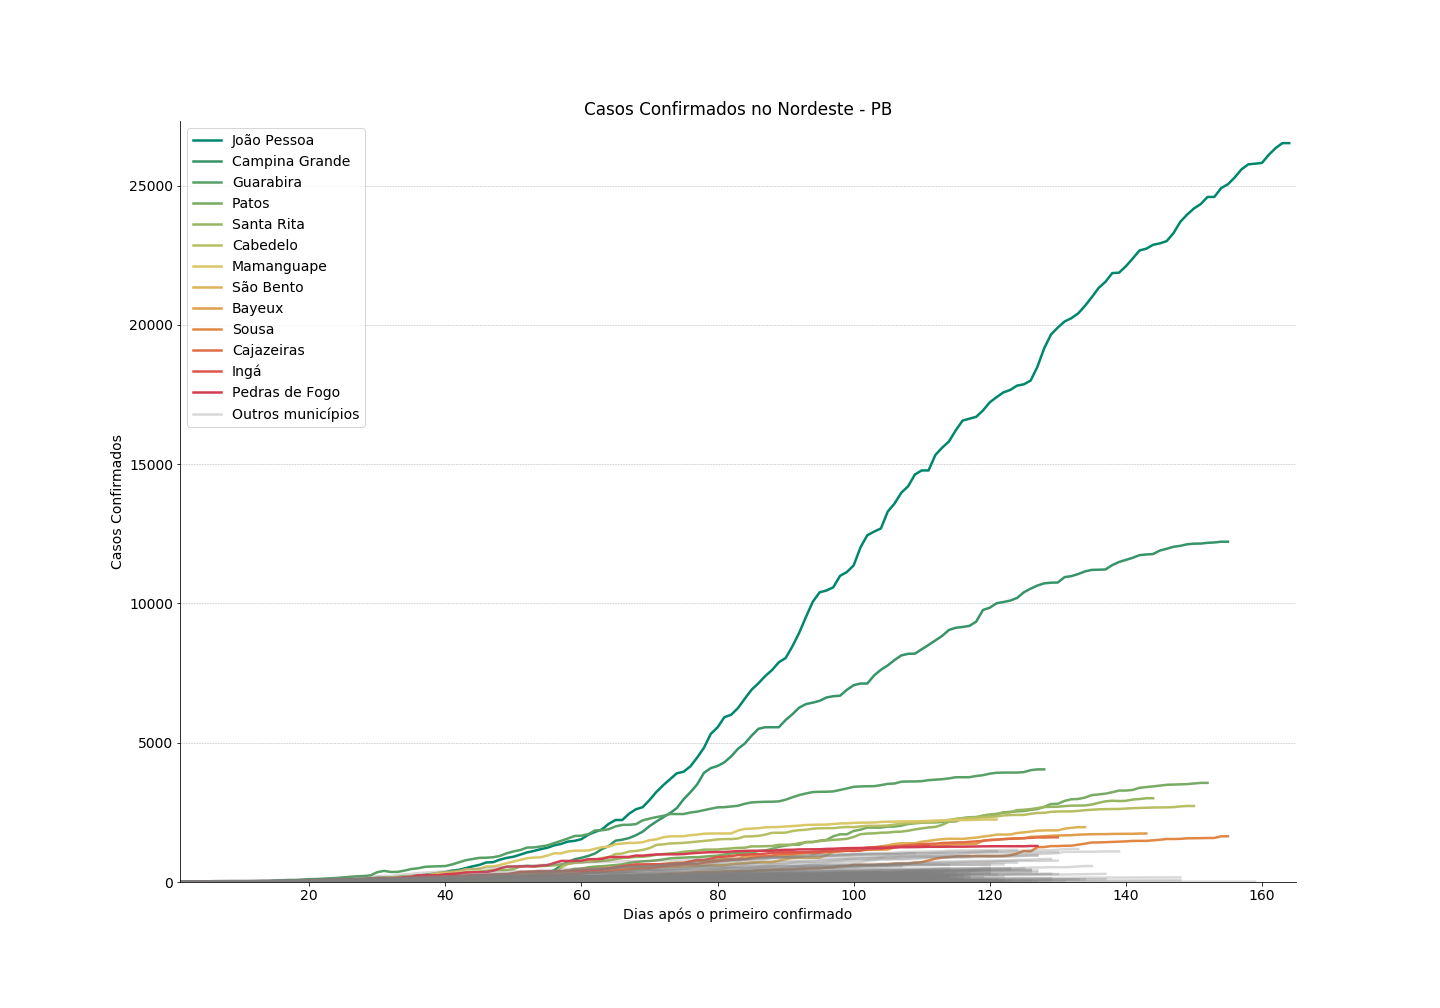 Casos Confirmados no Nordeste - PB
João Pessoa
Campina Grande
Guarabira
Patos
Santa Rita
Cabedelo
Mamanguape
São Bento
Bayeux
Sousa
Cajazeiras
Ingá
Pedras de Fogo
Outros municípios
Casos Confirmados
25000
20000
15000
10000
5000
0
20 40 60 80 100 120 140 160
Dias após o primeiro confirmado